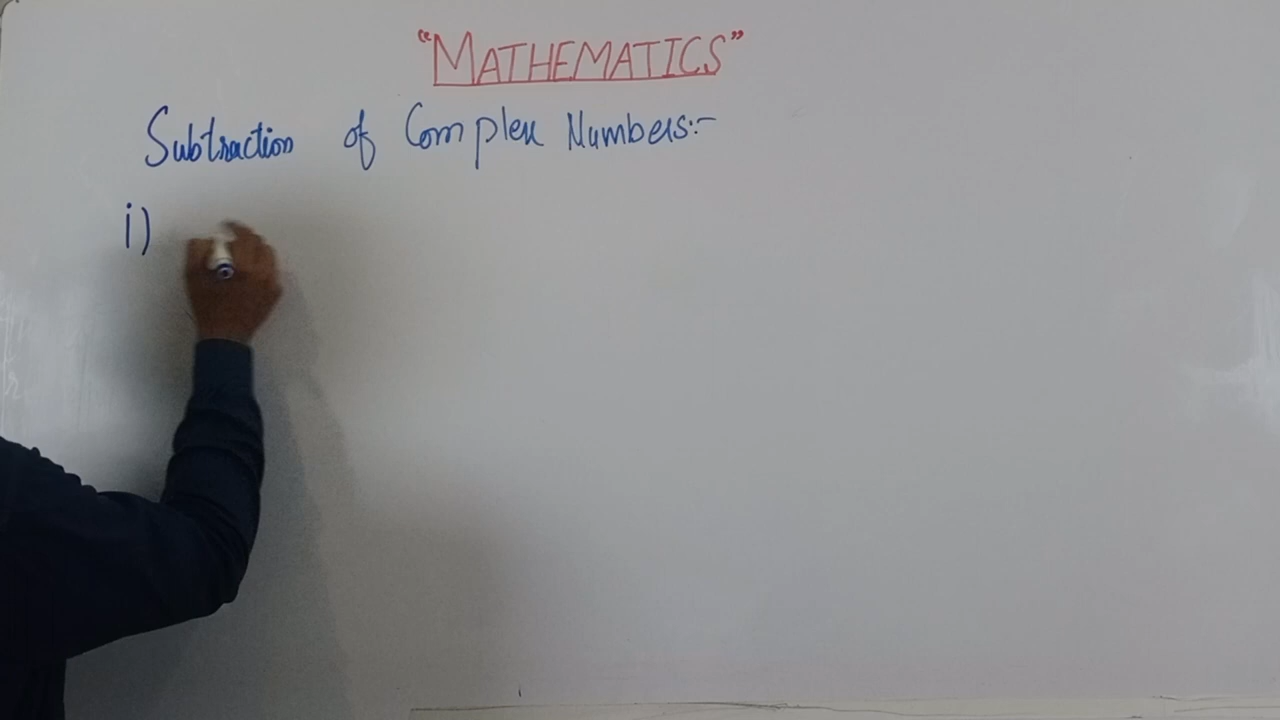 “MATHEMATICS”
Subtraction of Complex Numbers:-
i)